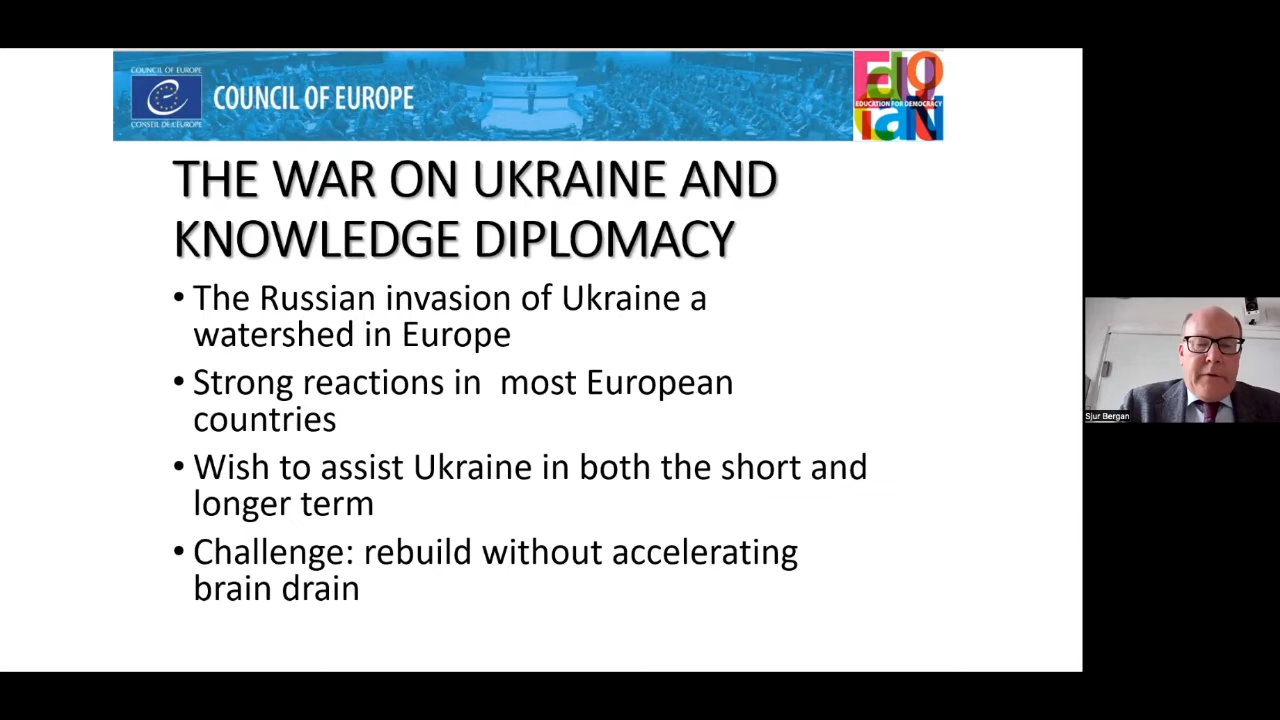 COUNCIL OF EUROPE
CONSEIL DE L'EUROPE
COUNCIL OF EUROPE
EDUCATION FOR DEMOCRACY
THE WAR ON UKRAINE AND
KNOWLEDGE DIPLOMACY
• The Russian invasion of Ukraine a
watershed in Europe
• Strong reactions in  most European
countries
• Wish to assist Ukraine in both the short and
longer term
• Challenge: rebuild without accelerating
brain drain
Sjur Bergan